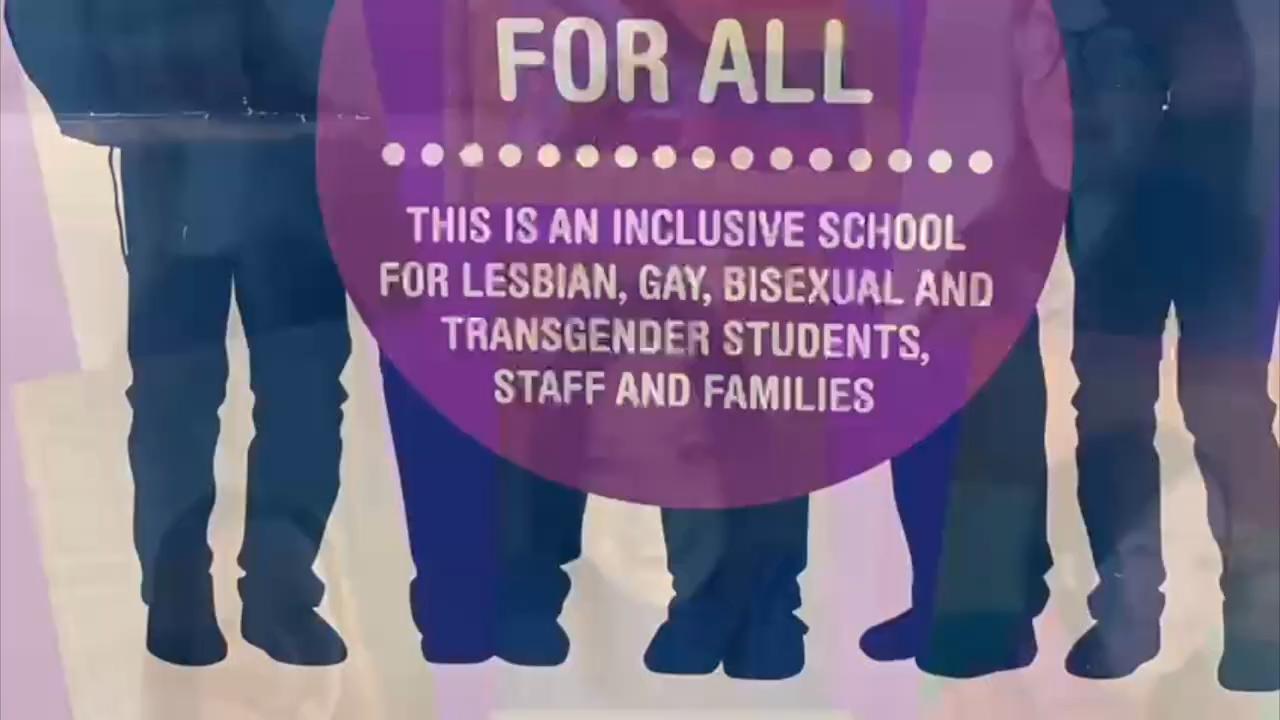 FOR ALL
THIS IS AN INCLUSIVE SCHOOL
FOR LESBIAN, GAY, BISEXUAL AND
TRANSGENDER STUDENTS,
STAFF AND FAMILIES